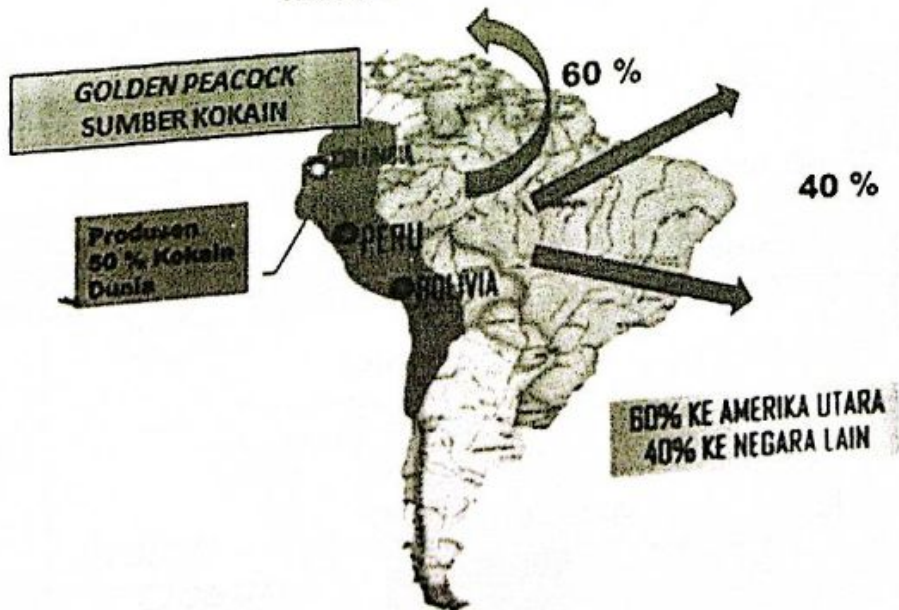 GOLDEN PEACOCK
SUMBER KOKAIN
60 %
40 %
Produsen
50 % Kokain
Dunia
PERU
BOLIVIA
60% KE AMERIKA UTARA
40% KE NEGARA LAIN